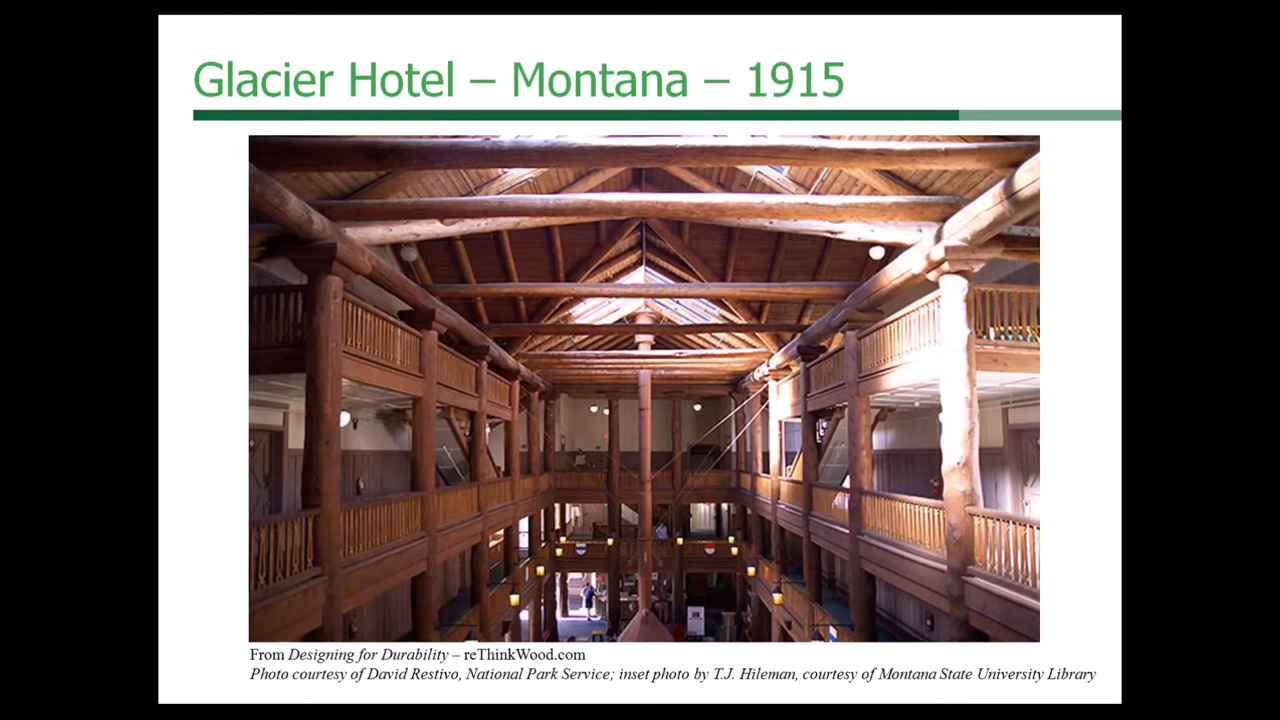 Glacier Hotel – Montana – 1915
From Designing for Durability – reThinkWood.com
Photo courtesy of David Restivo, National Park Service; inset photo by T.J. Hileman, courtesy of Montana State University Library